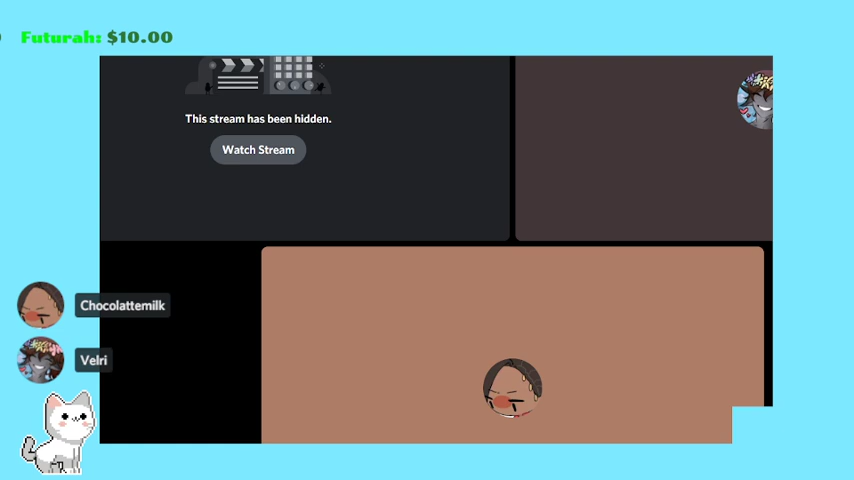 Futurah: $10.00
This stream has been hidden.
Watch Stream
Chocolattemilk
Velri